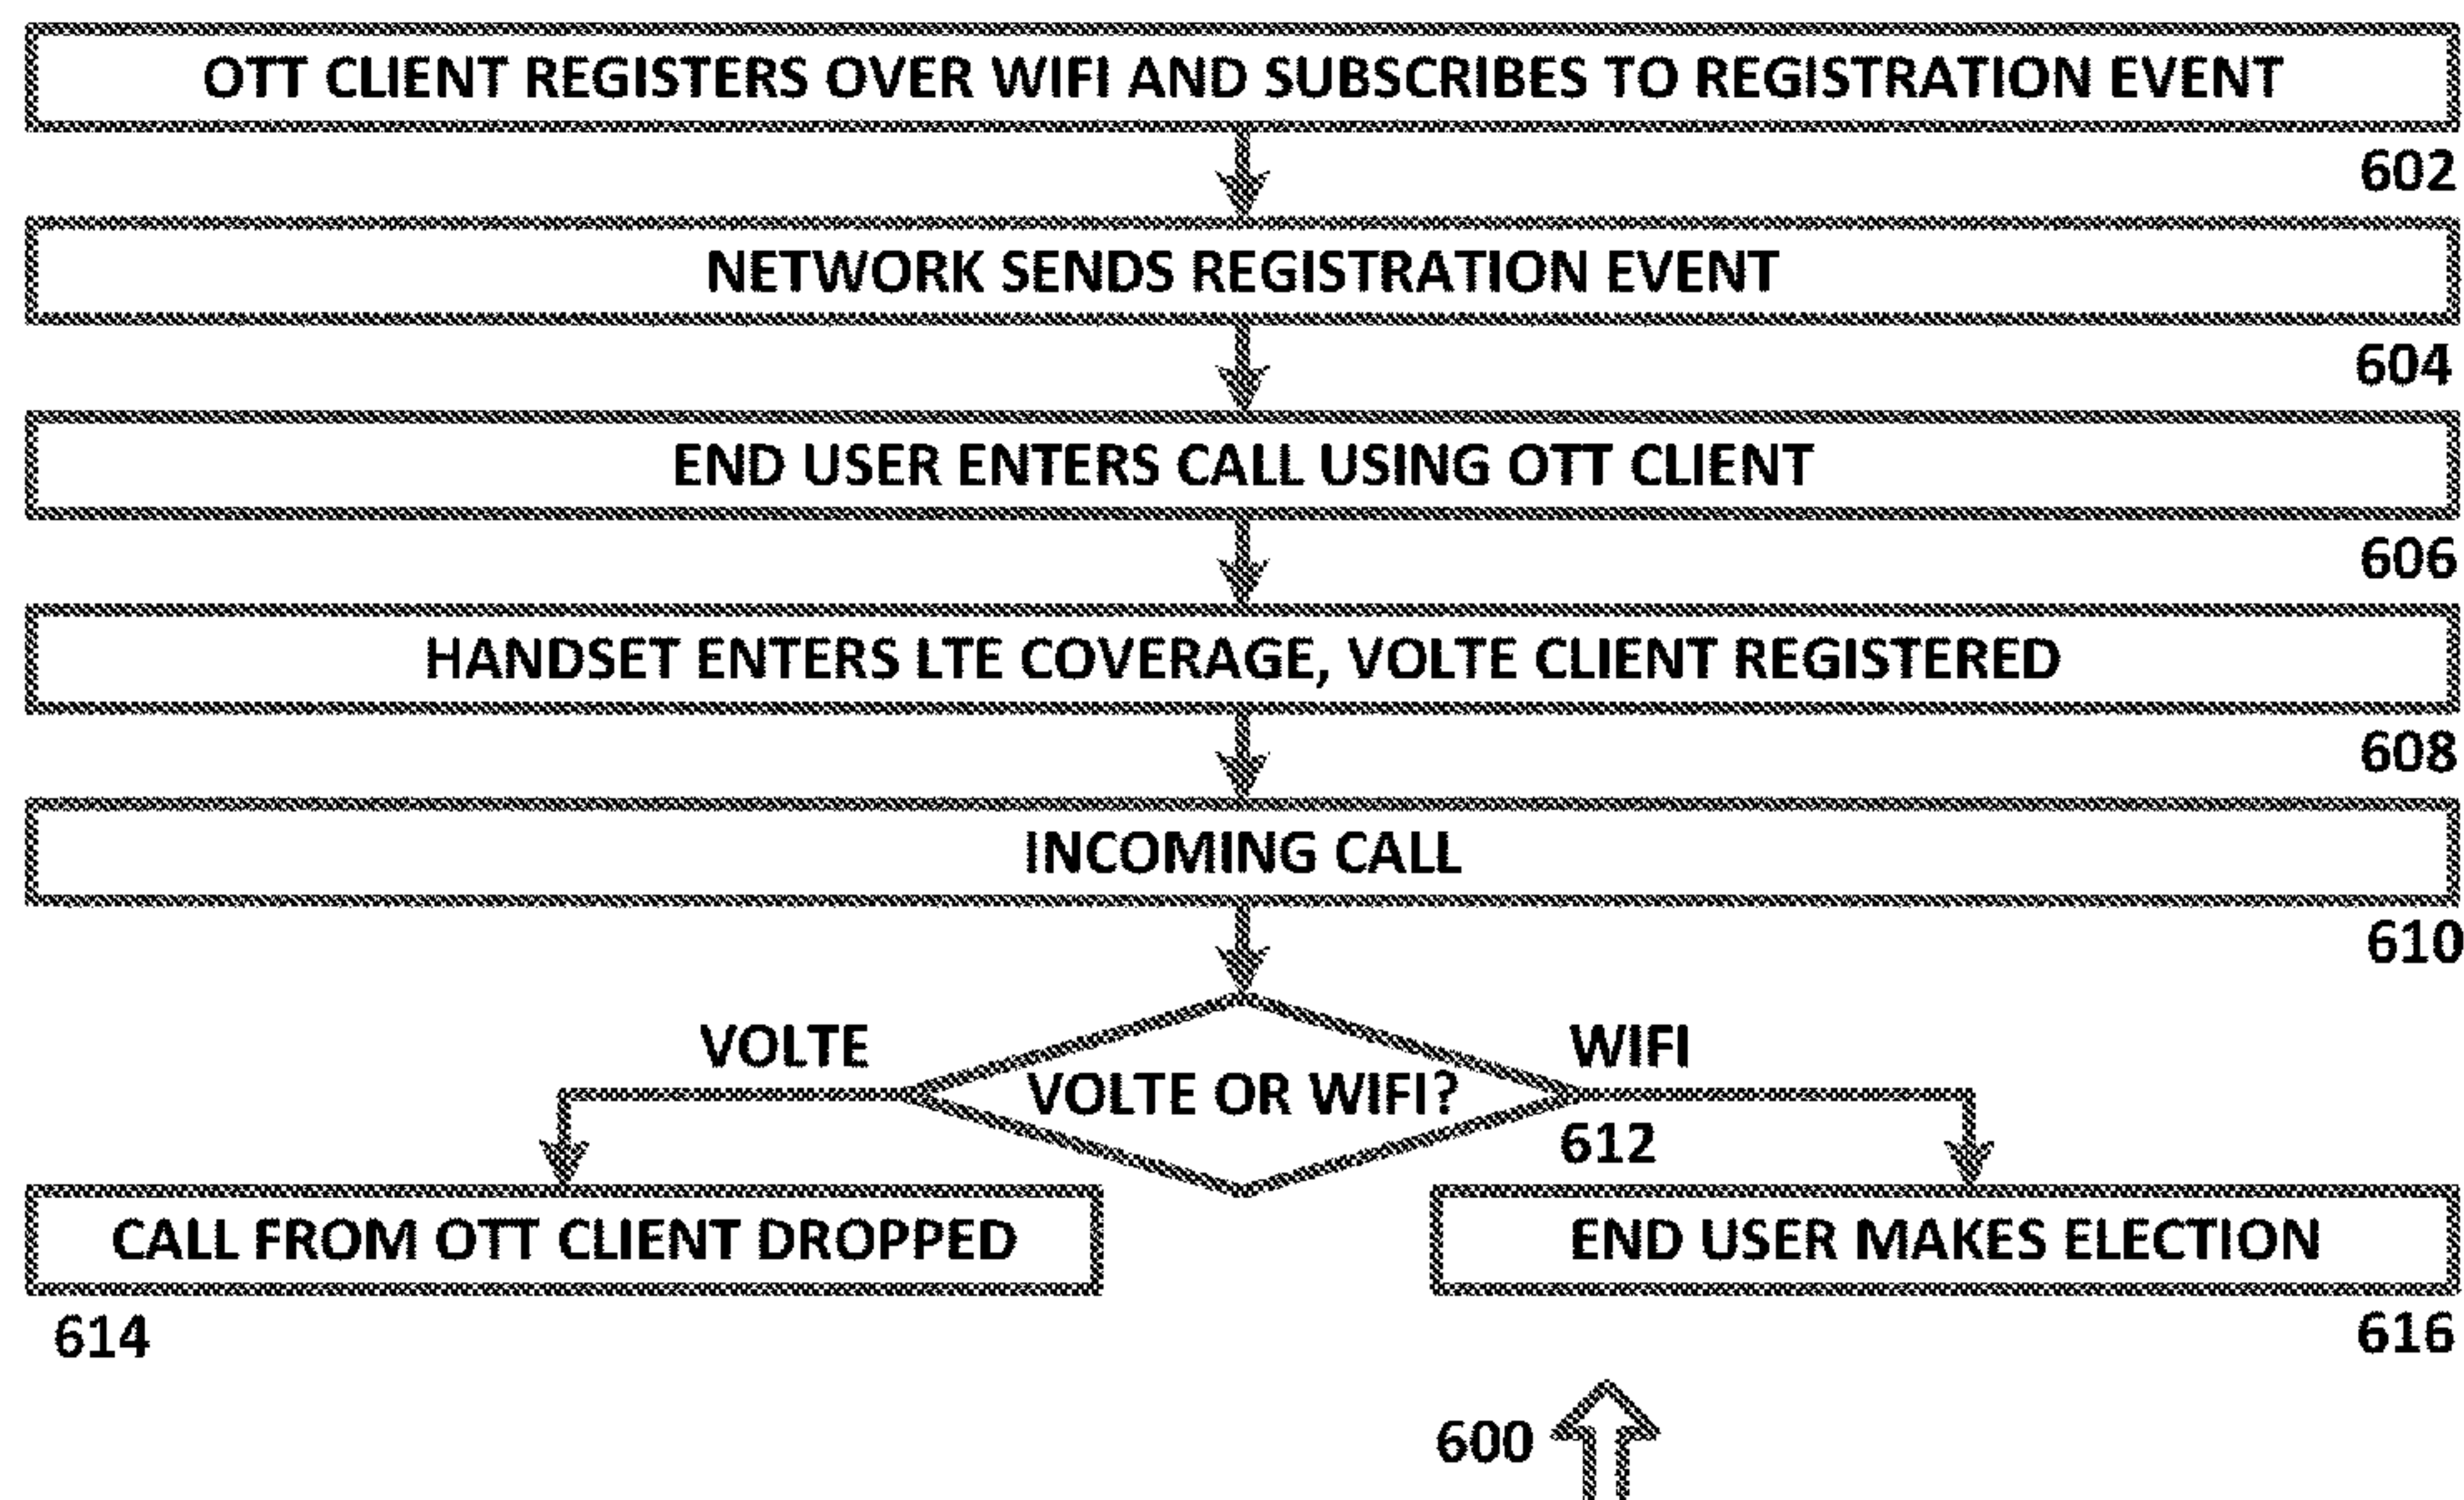 OTT CLIENT REGISTERS OVER WIFI AND SUBSCRIBES TO REGISTRATION EVENT
602
NETWORK SENDS REGISTRATION EVENT
604
END USER ENTERS CALL USING OTT CLIENT
606
HANDSET ENTERS LTE COVERAGE, VOLTE CLIENT REGISTERED
608
INCOMING CALL
610
VOLTE
WIFI
VOLTE OR WIFI?
612
CALL FROM OTT CLIENT DROPPED
END USER MAKES ELECTION
614
616
600